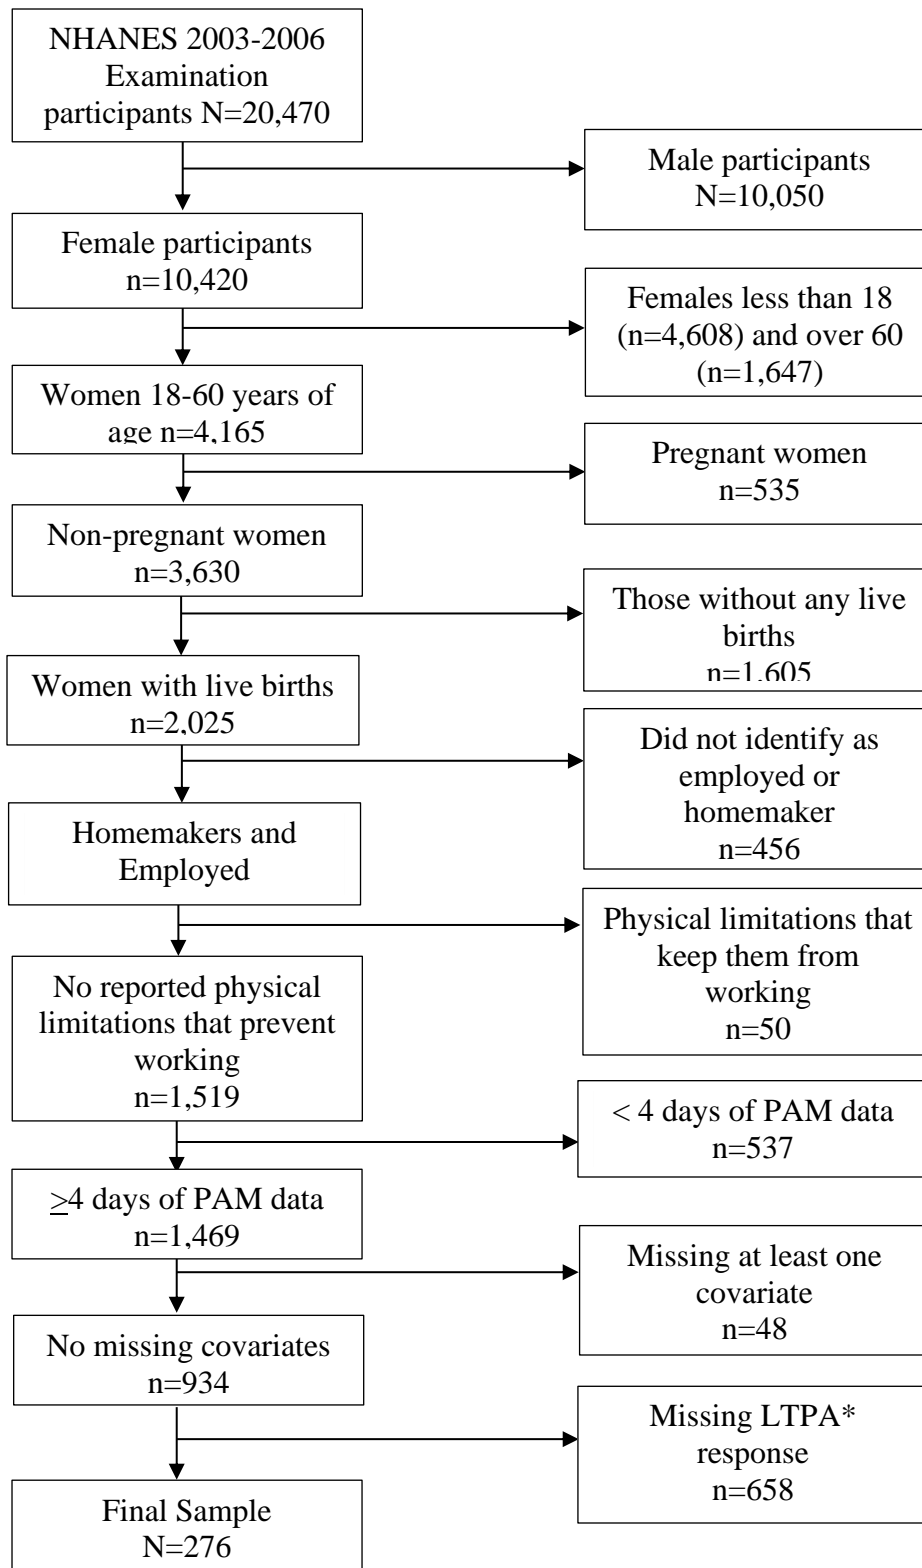 NHANES 2003-2006
Examination
participants N=20,470
Male participants
N=10,050
Female participants
n=10,420
Females less than 18
(n=4,608) and over 60
(n=1,647)
Women 18-60 years of
age n=4,165
Pregnant women
n=535
Non-pregnant women
n=3,630
Those without any live
births
n=1,605
Women with live births
n=2,025
Did not identify as
employed or
homemaker
n=456
Homemakers and
Employed
Physical limitations that
keep them from
working
n=50
No reported physical
limitations that prevent
working
n=1,519
< 4 days of PAM data
n=537
≥4 days of PAM data
n=1,469
Missing at least one
covariate
n=48
No missing covariates
n=934
Missing LTPA*
response
n=658
Final Sample
N=276